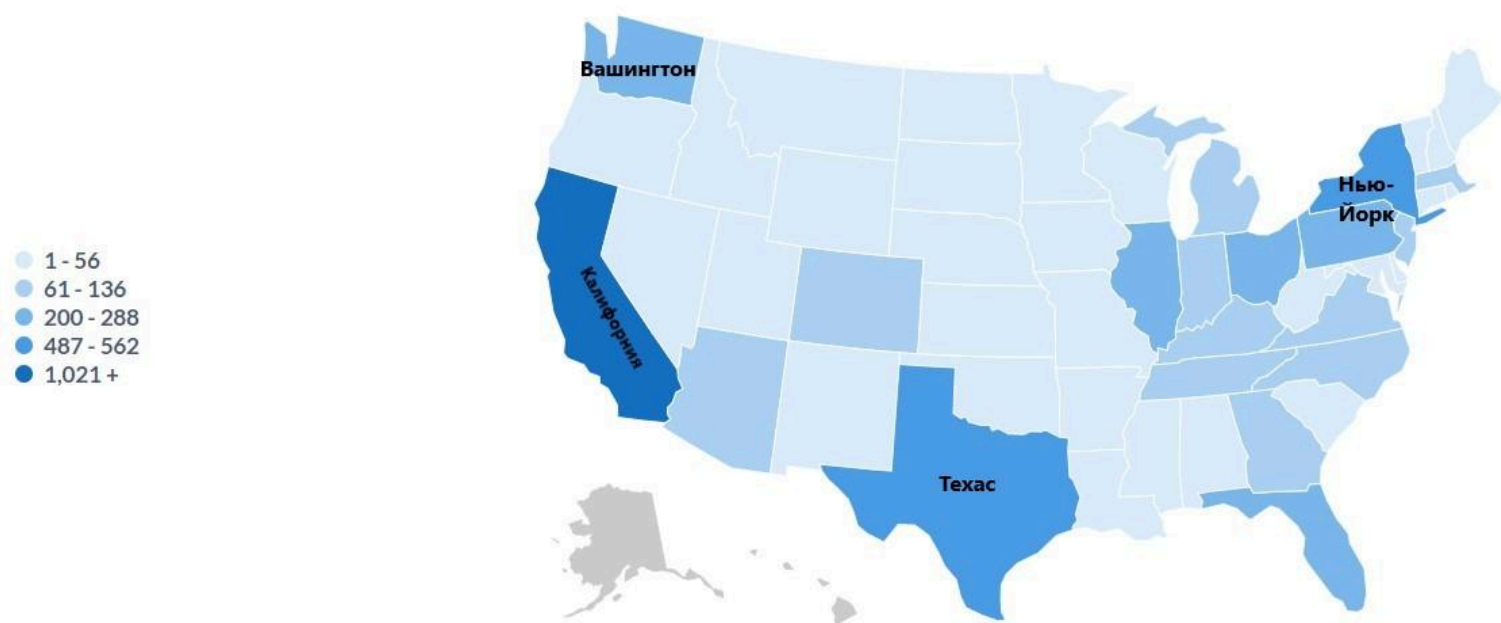 Вашингтон
Нью-
Йорк
1 - 56
61 - 136
200 - 288
487 - 562
1,021 +
Калифорния
Техас